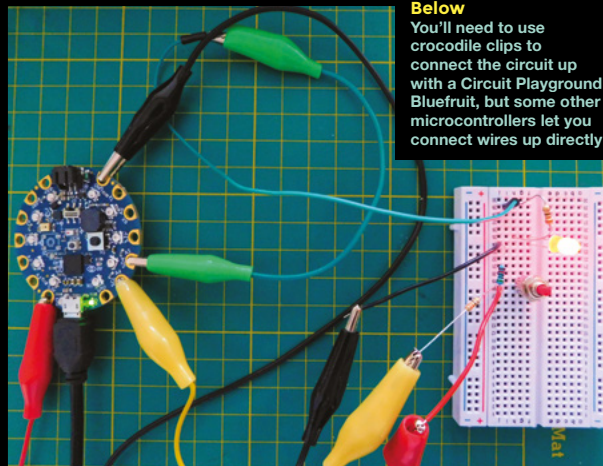 Below
You'll need to use
crocodile clips to
connect the circuit up
with a Circuit Playground
Bluefruit, but some other
microcontrollers let you
connect wires up directly
Mat